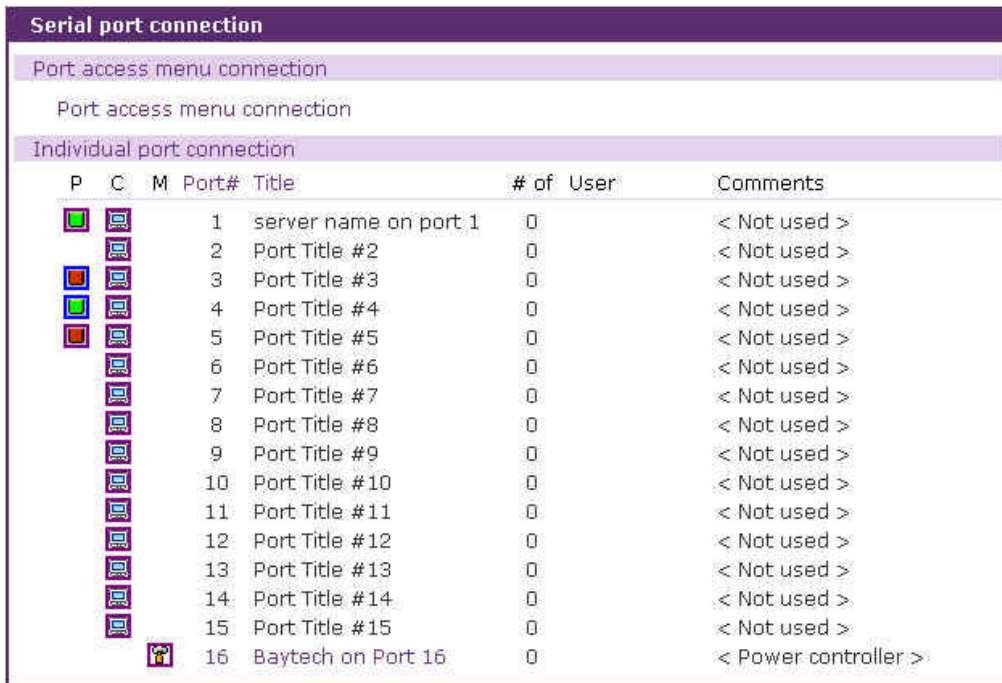 Serial port connection
Port access menu connection
Port access menu connection
Individual port connection
P C M Port# Title # of User Comments
1 server name on port 1 0 < Not used >
2 Port Title #2 0 < Not used >
3 Port Title #3 0 < Not used >
4 Port Title #4 0 < Not used >
5 Port Title #5 0 < Not used >
6 Port Title #6 0 < Not used >
7 Port Title #7 0 < Not used >
8 Port Title #8 0 < Not used >
9 Port Title #9 0 < Not used >
10 Port Title #10 0 < Not used >
11 Port Title #11 0 < Not used >
12 Port Title #12 0 < Not used >
13 Port Title #13 0 < Not used >
14 Port Title #14 0 < Not used >
15 Port Title #15 0 < Not used >
16 Baytech on Port 16 0 < Power controller >